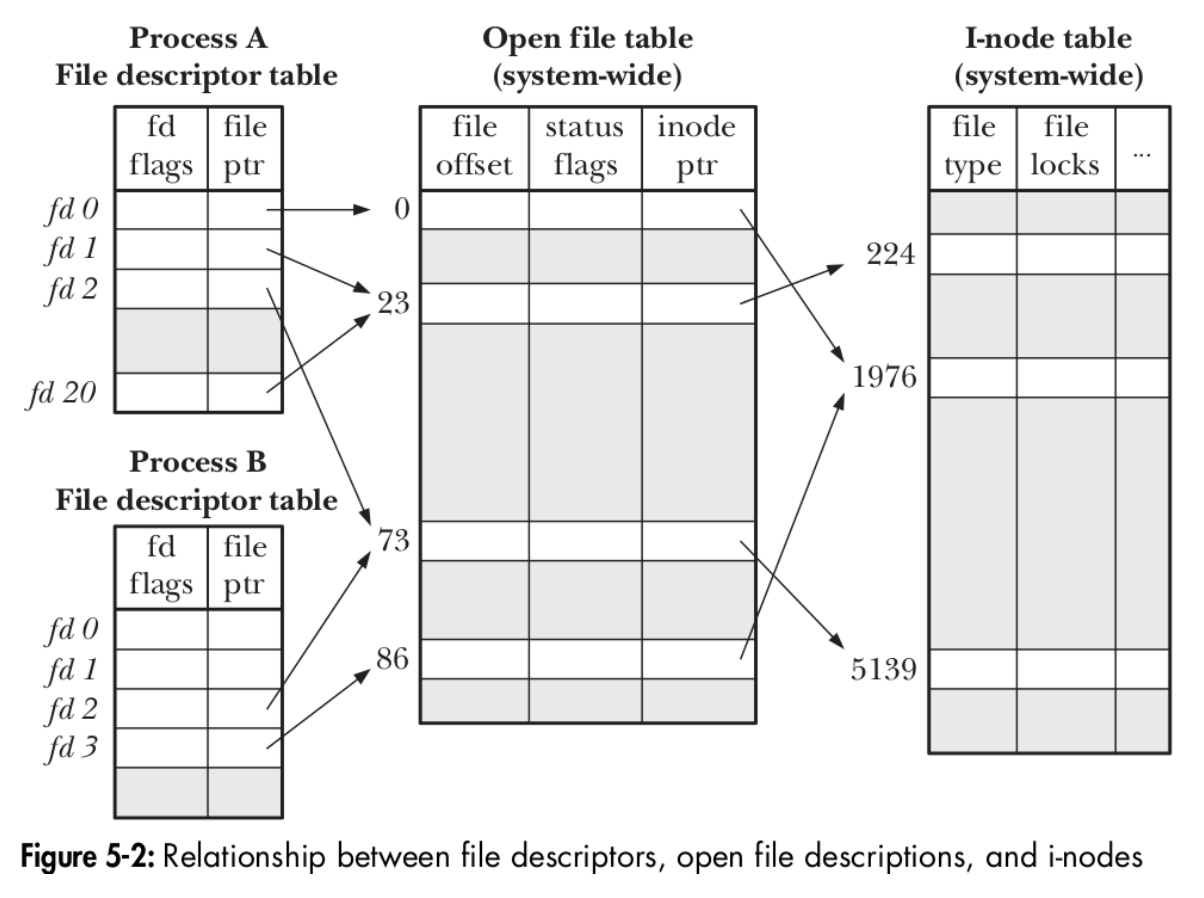 Process A
File descriptor table
fd
flags
file
ptr
fd 0
fd 1
fd 2
fd 20
Process B
File descriptor table
fd
flags
file
ptr
fd 0
fd 1
fd 2
fd 3
Open file table
(system-wide)
file
offset
status
flags
inode
ptr
0
23
73
86
I-node table
(system-wide)
file
type
file
locks
...
224
1976
5139
Figure 5-2: Relationship between file descriptors, open file descriptions, and i-nodes